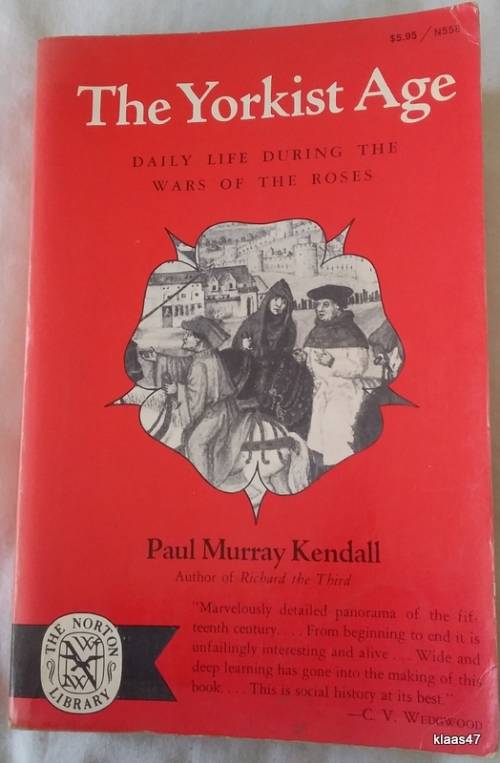 $5.95 / N558
The Yorkist Age
DAILY LIFE DURING THE
WARS OF THE ROSES
Paul Murray Kendall
Author of Richard the Third
"Marvelously detailed panorama of the fif-
teenth century. . . . From beginning to end it is
unfailingly interesting and alive . . . Wide and
deep learning has gone into the making of this
book. . . . This is social history at its best."
—C. V. WEDGWOOD
THE NORTON
LIBRARY
klaas47